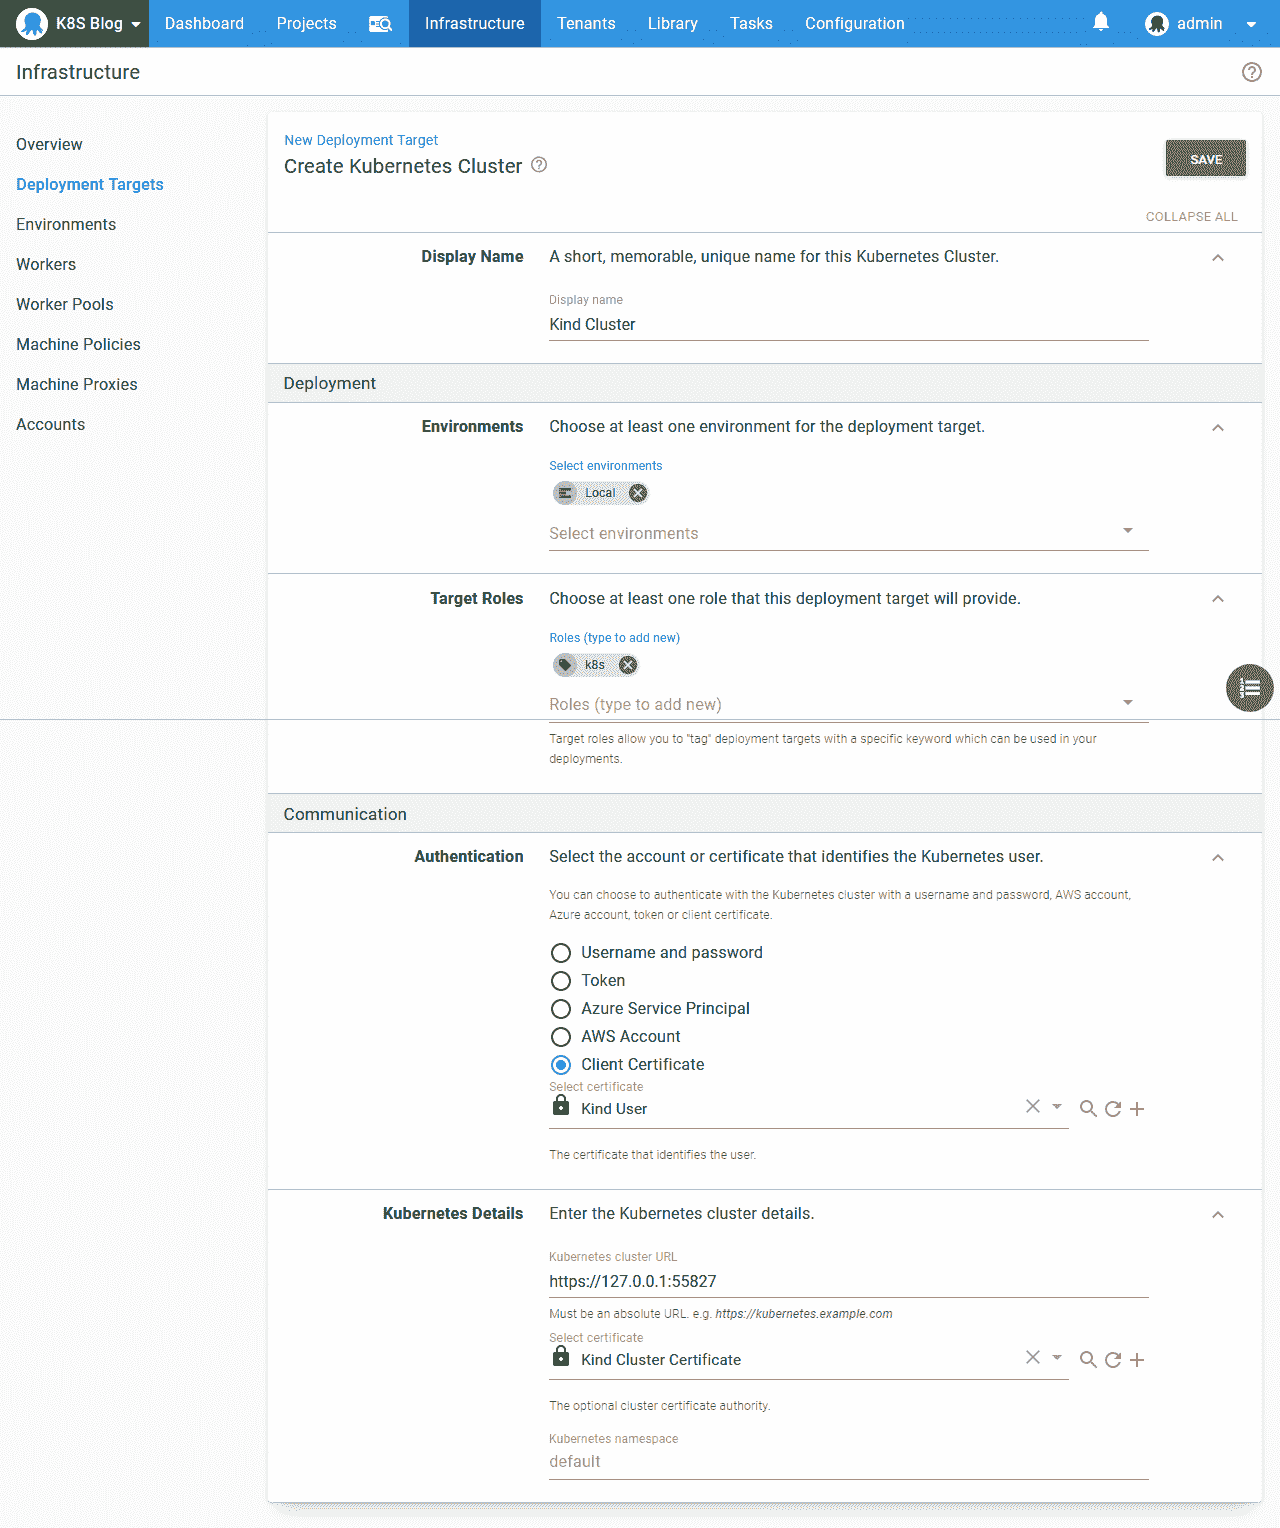 K8S Blog Dashboard Projects Infrastructure Tenants Library Tasks Configuration admin
Infrastructure
Overview
Deployment Targets
Environments
Workers
Worker Pools
Machine Policies
Machine Proxies
Accounts
New Deployment Target
Create Kubernetes Cluster
SAVE
COLLAPSE ALL
Display Name A short, memorable, unique name for this Kubernetes Cluster.
Display name
Kind Cluster
Deployment
Environments Choose at least one environment for the deployment target.
Select environments
Local
Select environments
Target Roles Choose at least one role that this deployment target will provide.
Roles (type to add new)
k8s
Roles (type to add new)
Target roles allow you to "tag" deployment targets with a specific keyword which can be used in your
deployments.
Communication
Authentication Select the account or certificate that identifies the Kubernetes user.
You can choose to authenticate with the Kubernetes cluster with a username and password, AWS account,
Azure account, token or client certificate.
Username and password
Token
Azure Service Principal
AWS Account
Client Certificate
Select certificate
Kind User
The certificate that identifies the user.
Kubernetes Details Enter the Kubernetes cluster details.
Kubernetes cluster URL
https://127.0.0.1:55827
Must be an absolute URL. e.g. https://kubernetes.example.com
Select certificate
Kind Cluster Certificate
The optional cluster certificate authority.
Kubernetes namespace
default